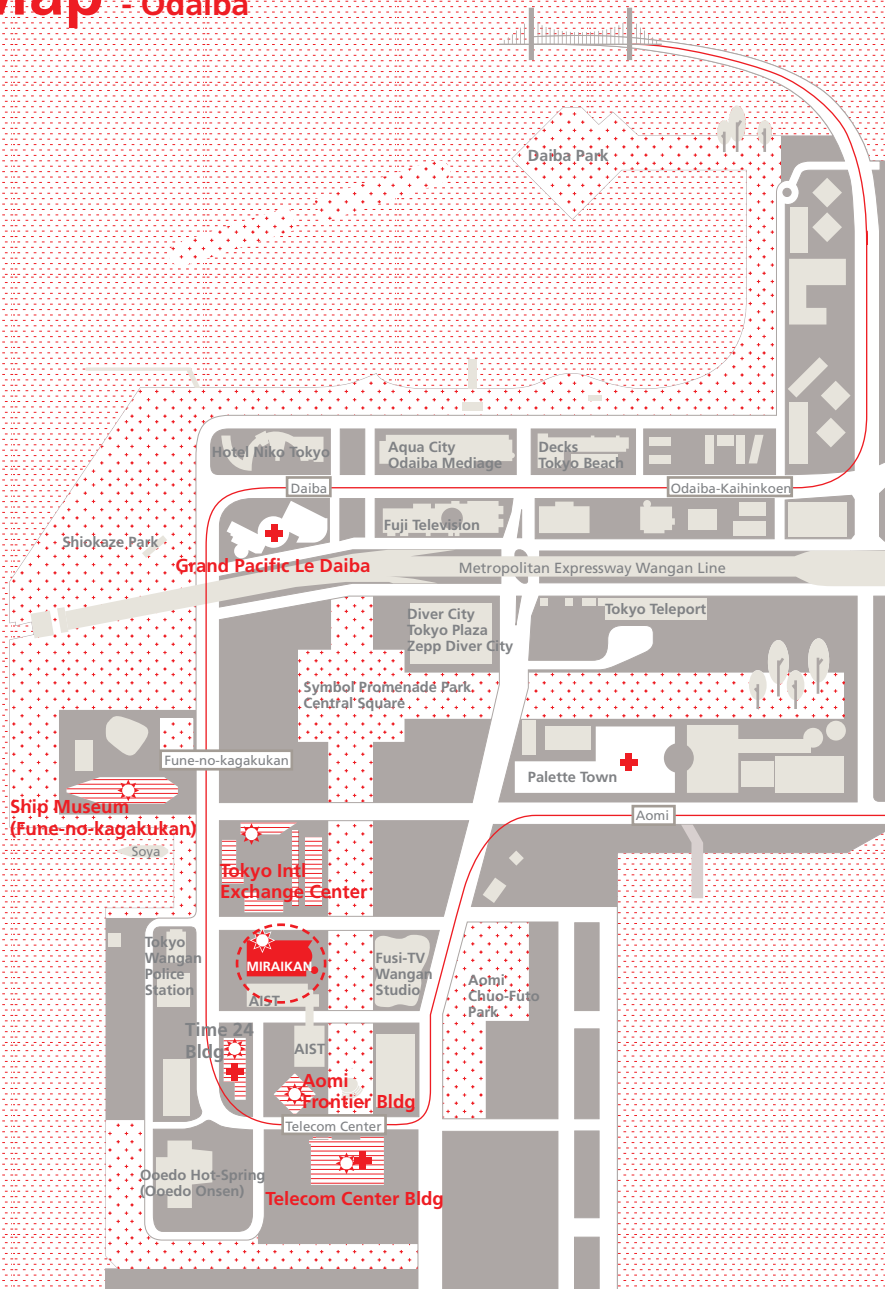 Map - Odaiba
Daiba Park
Hotel Niko Tokyo
Aqua City
Odaiba Mediage
Decks
Tokyo Beach
Daiba
Odaiba-Kaihinkoen
Fuji Television
Shiokaze Park
Grand Pacific Le Daiba
Metropolitan Expressway Wangan Line
Diver City
Tokyo Plaza
Zepp Diver City
Tokyo Teleport
Symbol Promenade Park
Central Square
Fune-no-kagakukan
Palette Town
Ship Museum
(Fune-no-kagakukan)
Aomi
Soya
Tokyo Intl
Exchange Center
Tokyo
Wangan
Police
Station
MIRAIKAN
Fusi-TV
Wangan
Studio
Aomi
Chuo-Futo
Park
AIST
Time 24
Bldg
AIST
Aomi
Frontier Bldg
Telecom Center
Ooedo Hot-Spring
(Ooedo Onsen)
Telecom Center Bldg